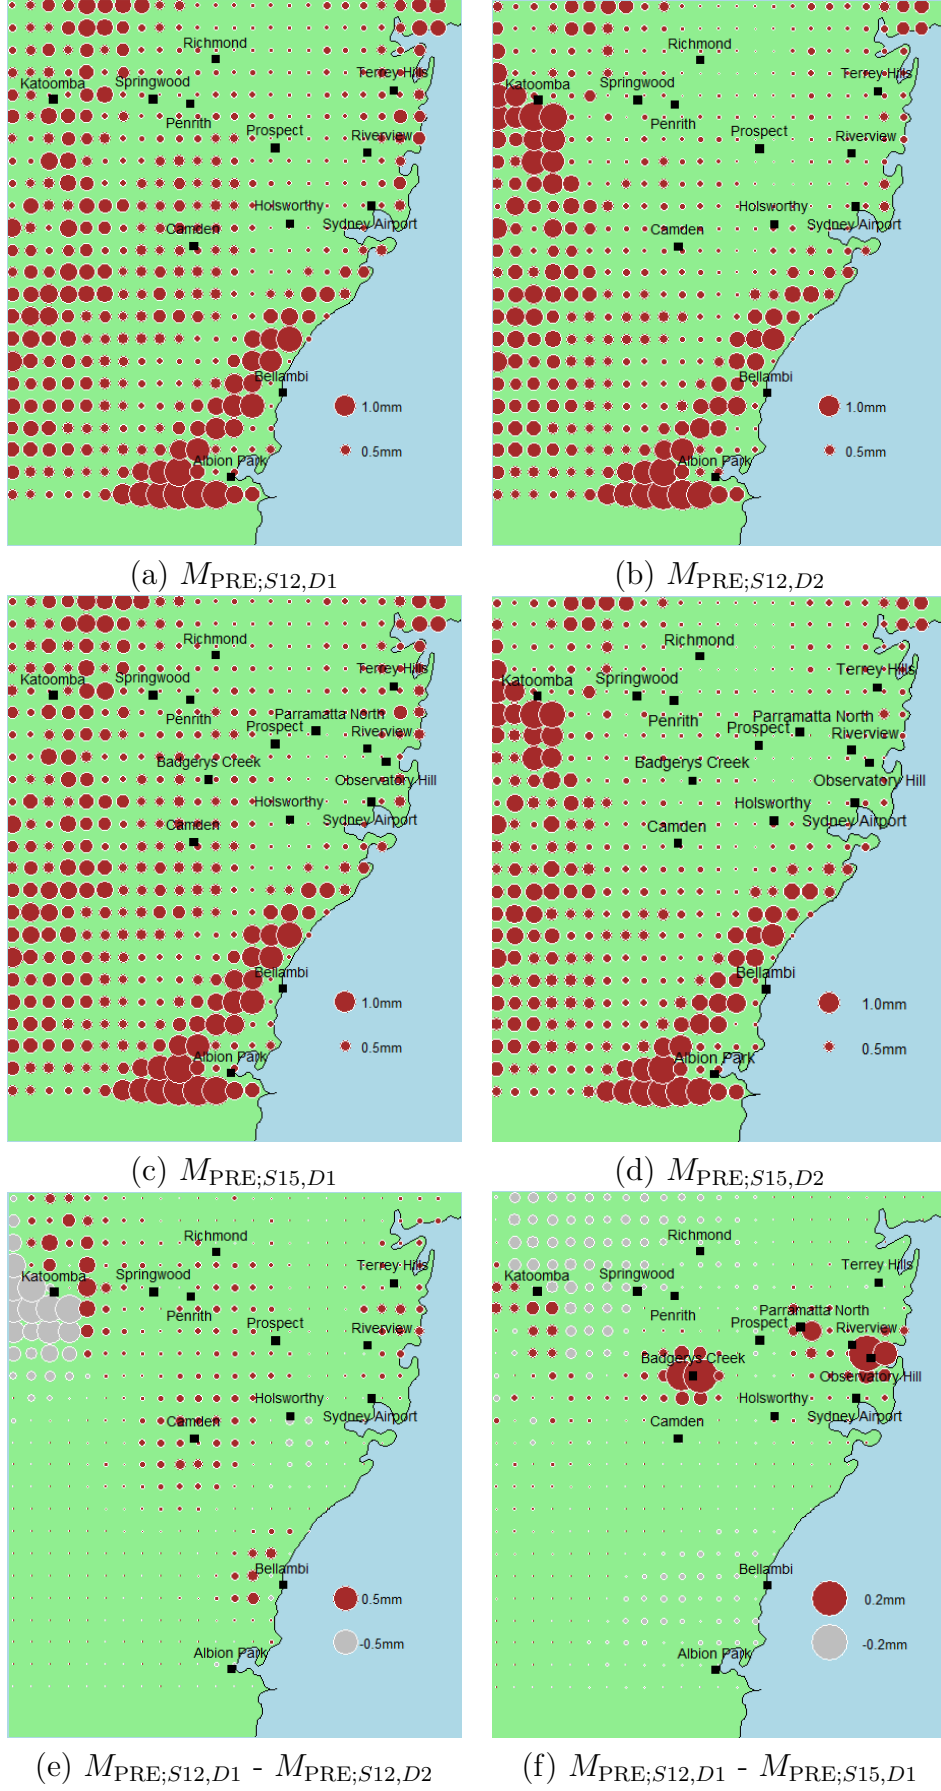 Richmond
Terrey Hills
Katoomba
Springwood
Penrith
Prospect
Riverview
Holsworthy
Camden
Sydney Airport
Bellambi
1.0mm
0.5mm
Albion Park
(a) M_PRE;S12,D1
Richmond
Terrey Hills
Katoomba
Springwood
Penrith
Prospect
Riverview
Holsworthy
Camden
Sydney Airport
Bellambi
1.0mm
0.5mm
Albion Park
(b) M_PRE;S12,D2
Richmond
Terrey Hills
Katoomba
Springwood
Penrith
Parramatta North
Prospect
Riverview
Badgerys Creek
Observatory Hill
Holsworthy
Camden
Sydney Airport
Bellambi
1.0mm
0.5mm
Albion Park
(c) M_PRE;S15,D1
Richmond
Terrey Hills
Katoomba
Springwood
Penrith
Parramatta North
Prospect
Riverview
Badgerys Creek
Observatory Hill
Holsworthy
Camden
Sydney Airport
Bellambi
1.0mm
0.5mm
Albion Park
(d) M_PRE;S15,D2
Richmond
Terrey Hills
Katoomba
Springwood
Penrith
Prospect
Riverview
Holsworthy
Camden
Sydney Airport
Bellambi
0.5mm
-0.5mm
Albion Park
(e) M_PRE;S12,D1 - M_PRE;S12,D2
Richmond
Terrey Hills
Katoomba
Springwood
Penrith
Parramatta North
Prospect
Riverview
Badgerys Creek
Observatory Hill
Holsworthy
Camden
Sydney Airport
Bellambi
0.2mm
-0.2mm
Albion Park
(f) M_PRE;S12,D1 - M_PRE;S15,D1